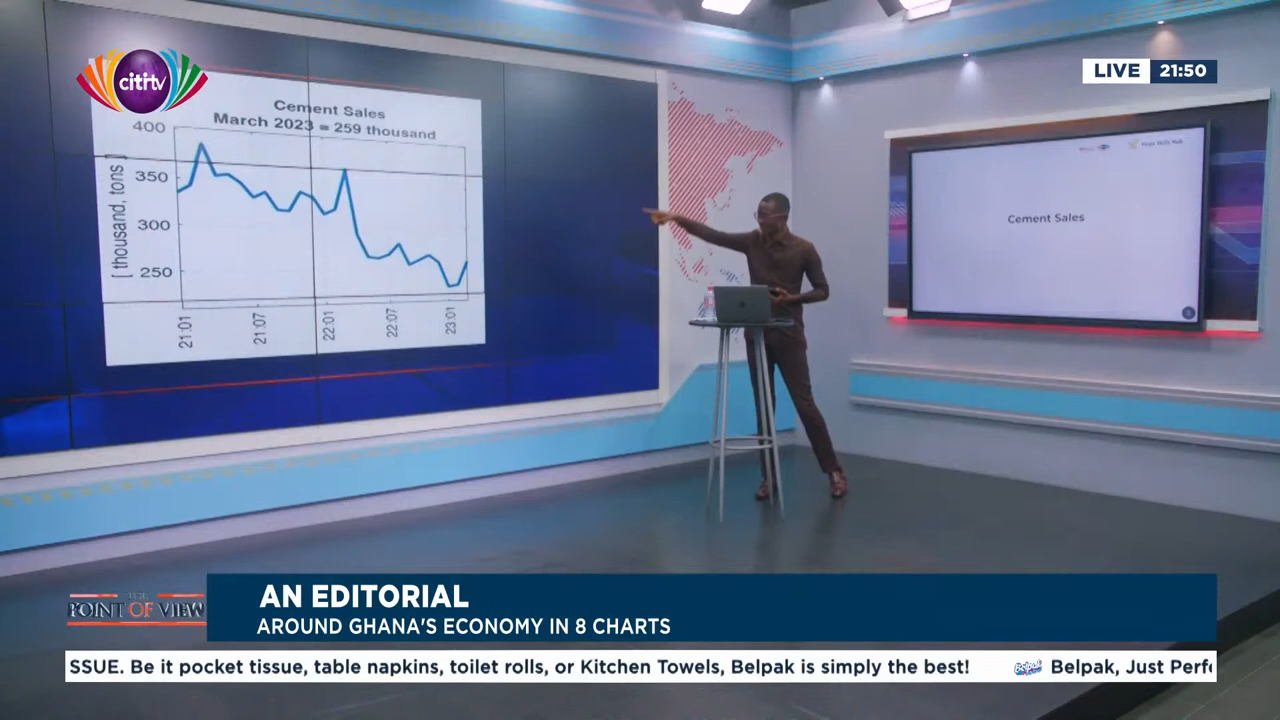 citi tv
LIVE 21:50
Cement Sales
March 2023 = 259 thousand
[ thousand, tons ]
400
350
300
250
21:01
21:07
22:01
22:07
23:01
Cement Sales
THE
POINT OF VIEW
AN EDITORIAL
AROUND GHANA'S ECONOMY IN 8 CHARTS
SSUE. Be it pocket tissue, table napkins, toilet rolls, or Kitchen Towels, Belpak is simply the best! Belpak Belpak, Just Perfe